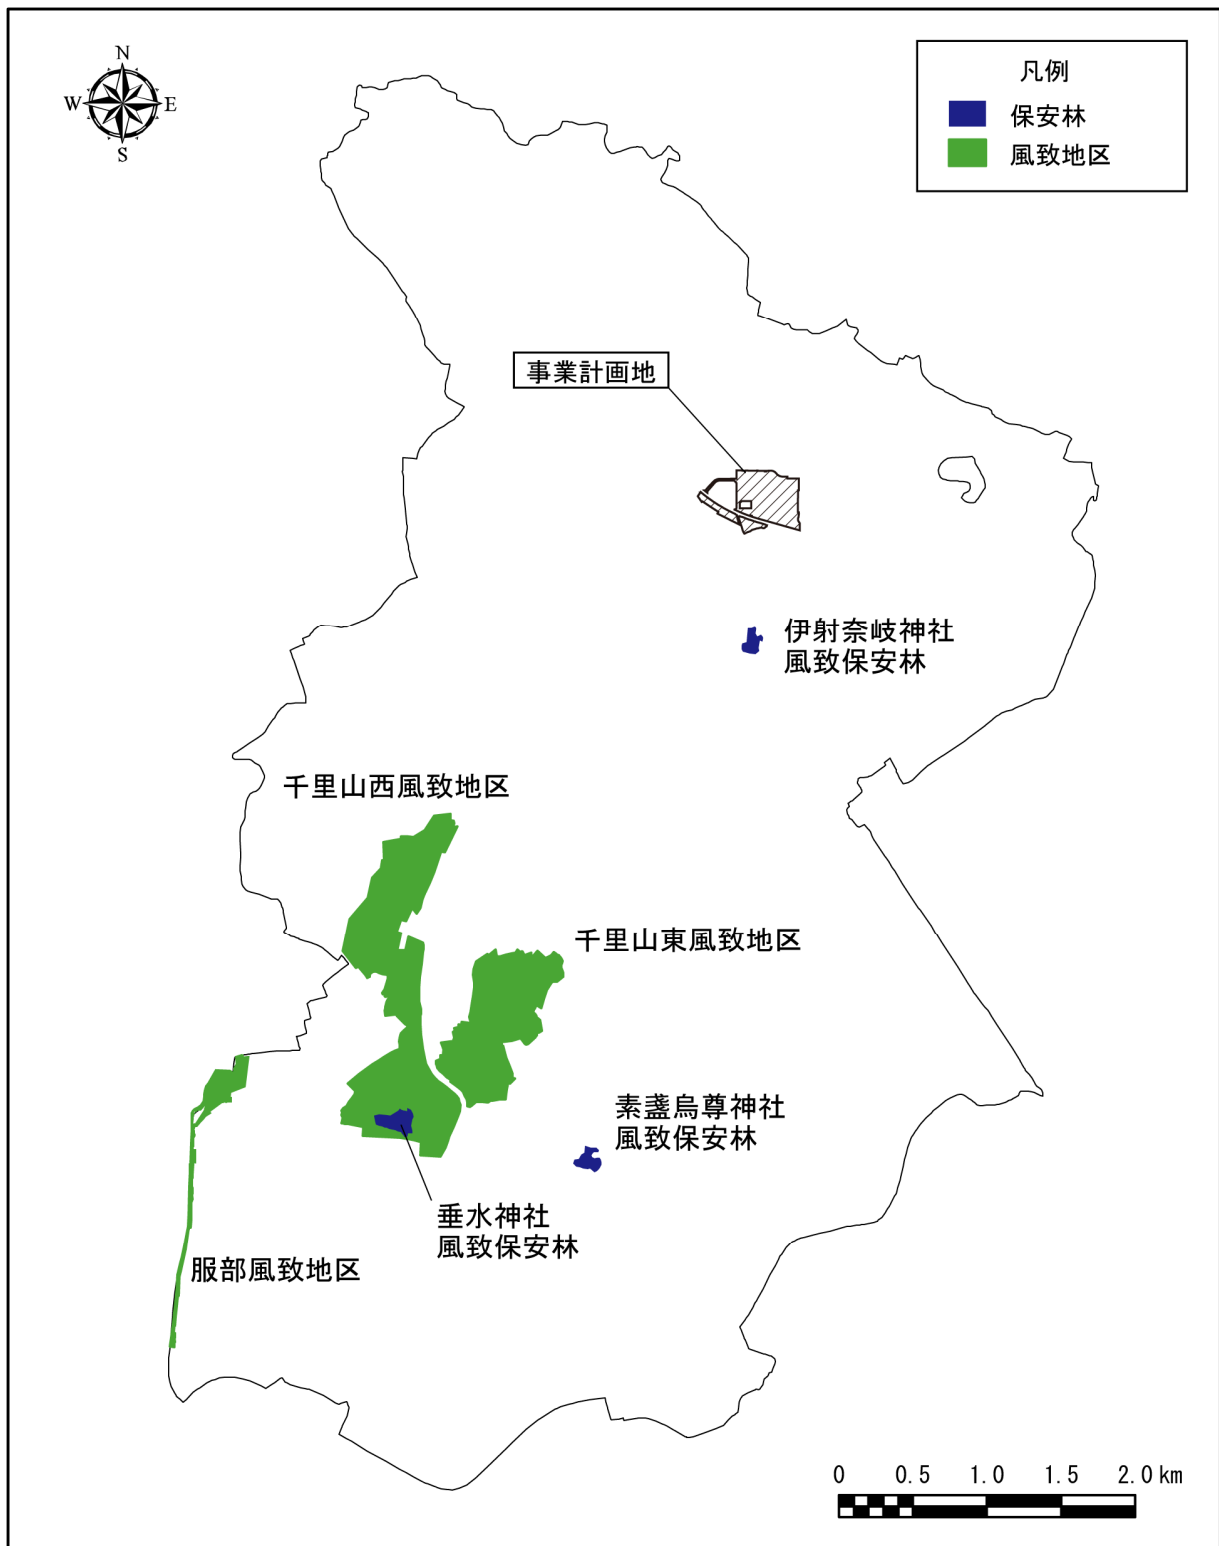 N
W
E
S
凡例
保安林
風致地区
事業計画地
伊射奈岐神社
風致保安林
千里山西風致地区
千里山東風致地区
素盞烏尊神社
風致保安林
垂水神社
風致保安林
服部風致地区
0 0.5 1.0 1.5 2.0 km